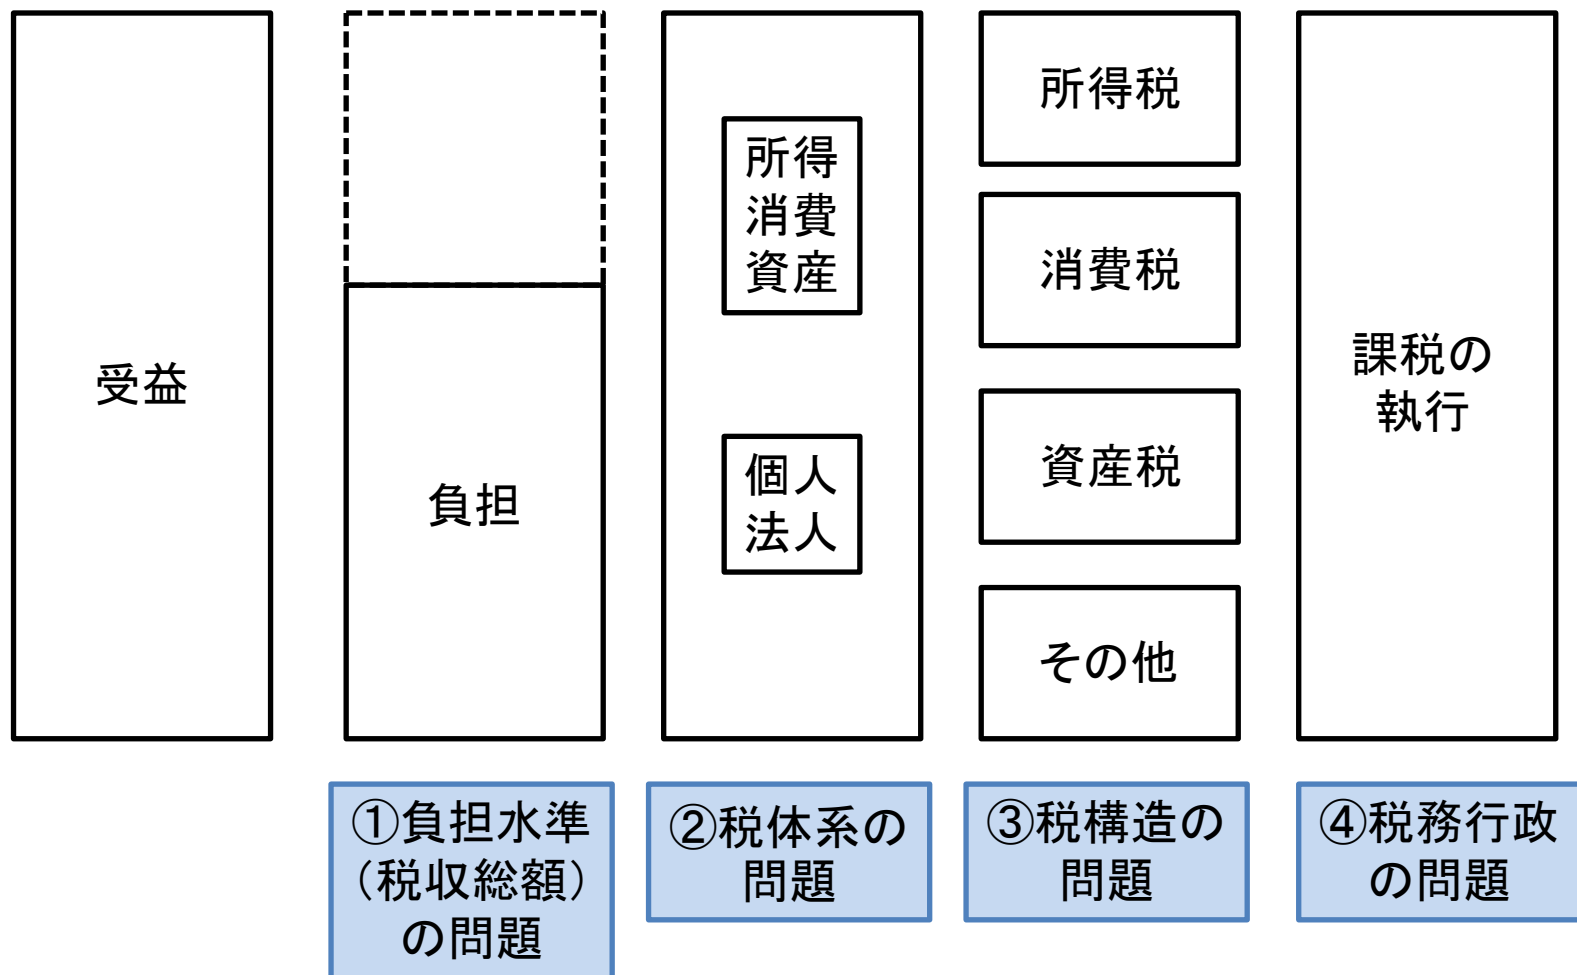 受益
負担
所得
消費
資産
個人
法人
所得税
消費税
資産税
その他
課税の
執行
①負担水準
（税収総額）
の問題
②税体系の
問題
③税構造の
問題
④税務行政
の問題